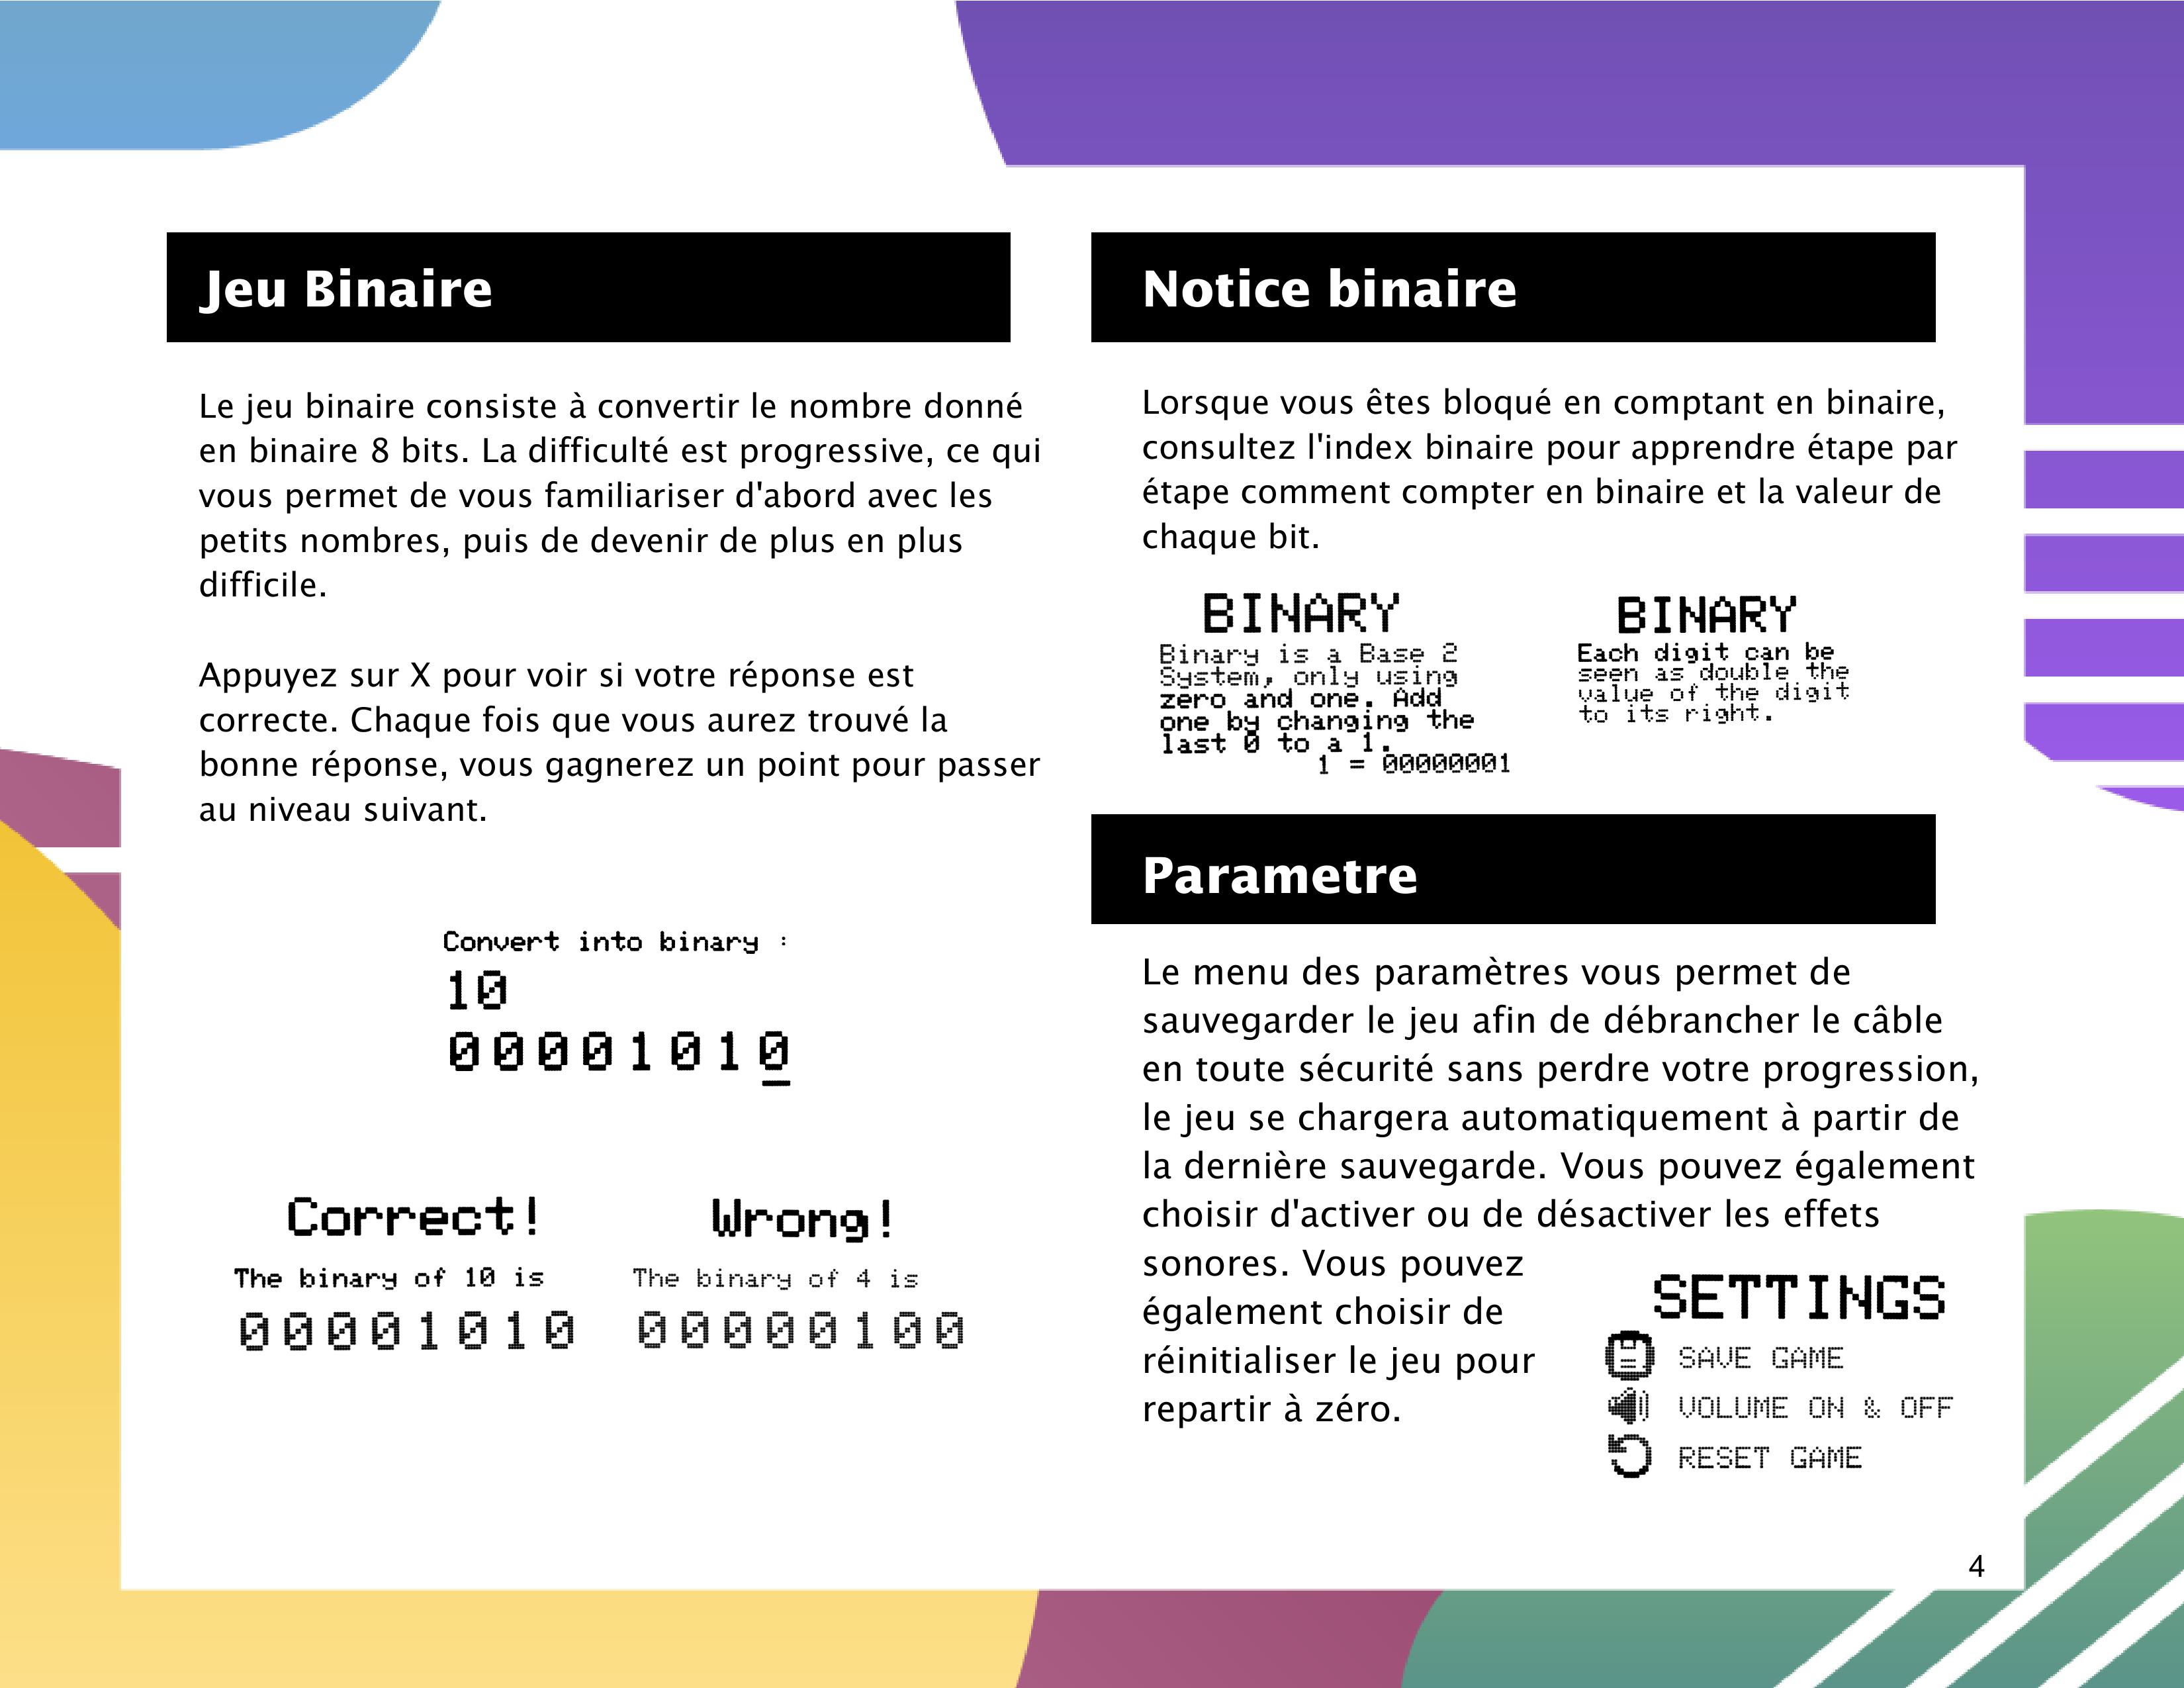 Jeu Binaire
Le jeu binaire consiste à convertir le nombre donné
en binaire 8 bits. La difficulté est progressive, ce qui
vous permet de vous familiariser d'abord avec les
petits nombres, puis de devenir de plus en plus
difficile.
Appuyez sur X pour voir si votre réponse est
correcte. Chaque fois que vous aurez trouvé la
bonne réponse, vous gagnerez un point pour passer
au niveau suivant.
Convert into binary :
10
00001010
Correct!
The binary of 10 is
00001010
Wrong!
The binary of 4 is
00000100
Notice binaire
Lorsque vous êtes bloqué en comptant en binaire,
consultez l'index binaire pour apprendre étape par
étape comment compter en binaire et la valeur de
chaque bit.
BINARY
Binary is a Base 2
System, only using
zero and one. Add
one by changing the
last 0 to a 1.
1 = 00000001
BINARY
Each digit can be
seen as double the
value of the digit
to its right.
Parametre
Le menu des paramètres vous permet de
sauvegarder le jeu afin de débrancher le câble
en toute sécurité sans perdre votre progression,
le jeu se chargera automatiquement à partir de
la dernière sauvegarde. Vous pouvez également
choisir d'activer ou de désactiver les effets
sonores. Vous pouvez
également choisir de
réinitialiser le jeu pour
repartir à zéro.
SETTINGS
SAVE GAME
VOLUME ON & OFF
RESET GAME
4